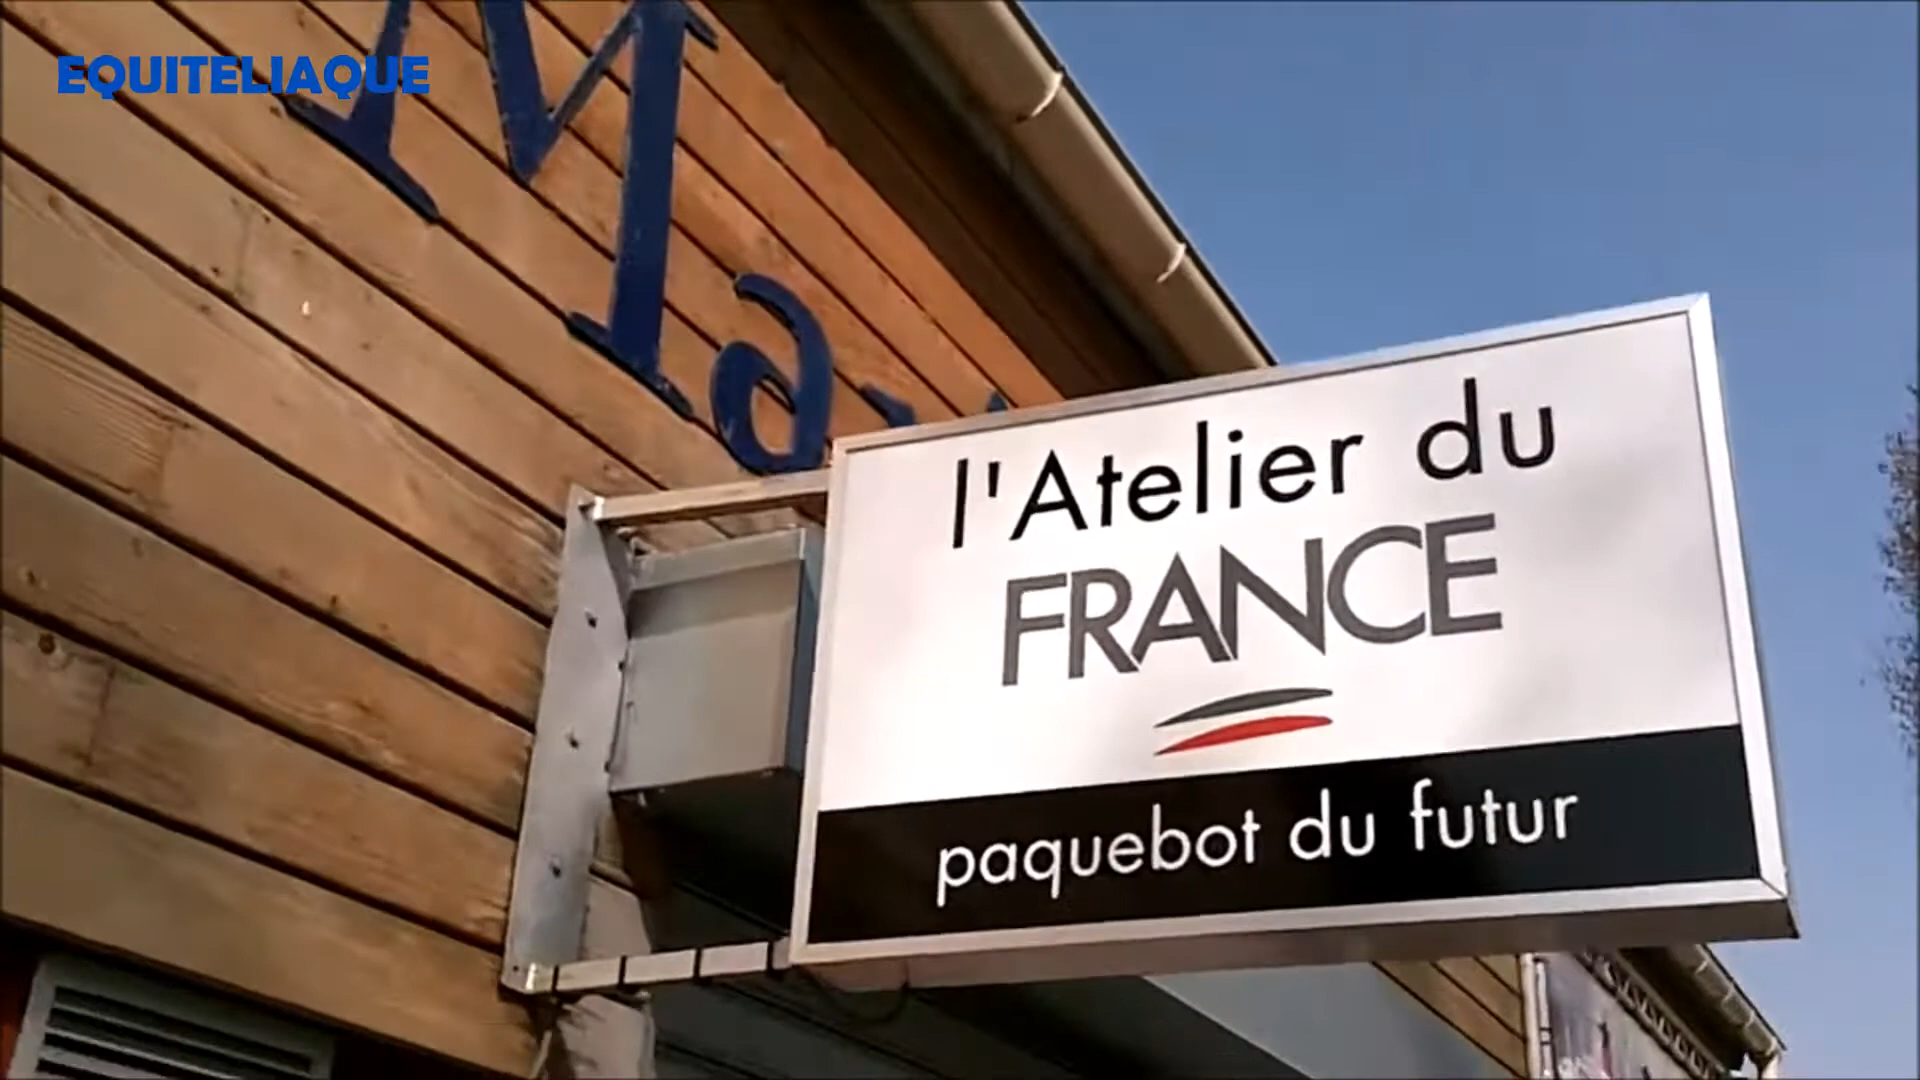 EQUITELIAQUE
l'Atelier du
FRANCE
paquebot du futur